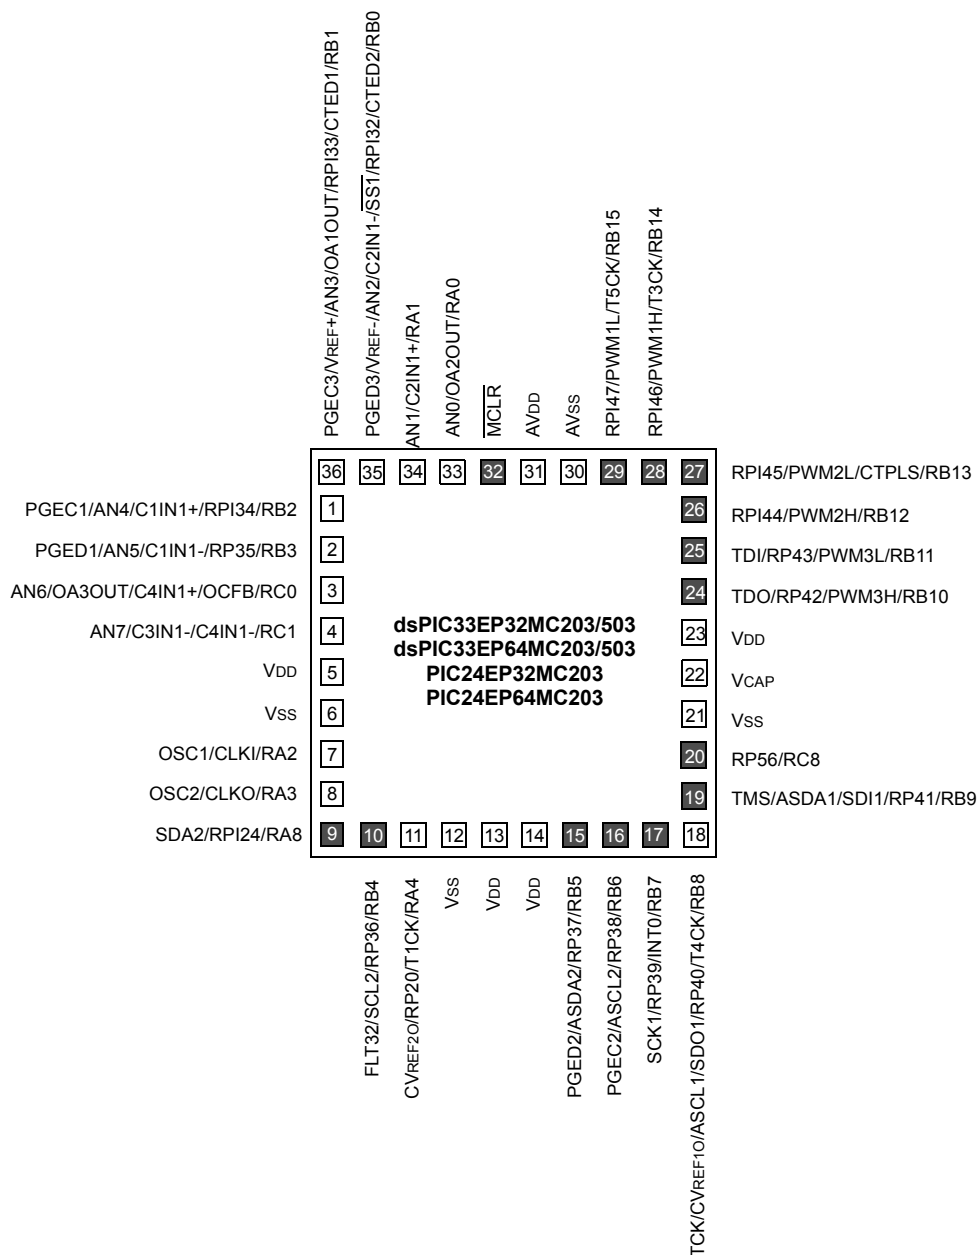 PGEC3/VREF+/AN3/OA1OUT/RPI33/CTED1/RB1
PGED3/VREF-/AN2/C2IN1-/SS1/RPI32/CTED2/RB0
AN1/C2IN1+/RA1
AN0/OA2OUT/RA0
MCLR
AVDD
AVSS
RPI47/PWM1L/T5CK/RB15
RPI46/PWM1H/T3CK/RB14
36 35 34 33 32 31 30 29 28 27 RPI45/PWM2L/CTPLS/RB13
PGEC1/AN4/C1IN1+/RPI34/RB2 1
26 RPI44/PWM2H/RB12
PGED1/AN5/C1IN1-/RP35/RB3 2
25 TDI/RP43/PWM3L/RB11
AN6/OA3OUT/C4IN1+/OCFB/RC0 3
24 TDO/RP42/PWM3H/RB10
AN7/C3IN1-/C4IN1-/RC1 4
23 VDD
dsPIC33EP32MC203/503
dsPIC33EP64MC203/503
PIC24EP32MC203
PIC24EP64MC203
VDD 5
22 VCAP
VSS 6
21 VSS
OSC1/CLKI/RA2 7
20 RP56/RC8
OSC2/CLKO/RA3 8
19 TMS/ASDA1/SDI1/RP41/RB9
SDA2/RPI24/RA8 9 10 11 12 13 14 15 16 17 18
FLT32/SCL2/RP36/RB4
CVREF2O/RP20/T1CK/RA4
VSS
VDD
VDD
PGED2/ASDA2/RP37/RB5
PGEC2/ASCL2/RP38/RB6
SCK1/RP39/INT0/RB7
TCK/CVREF1O/ASCL1/SDO1/RP40/T4CK/RB8